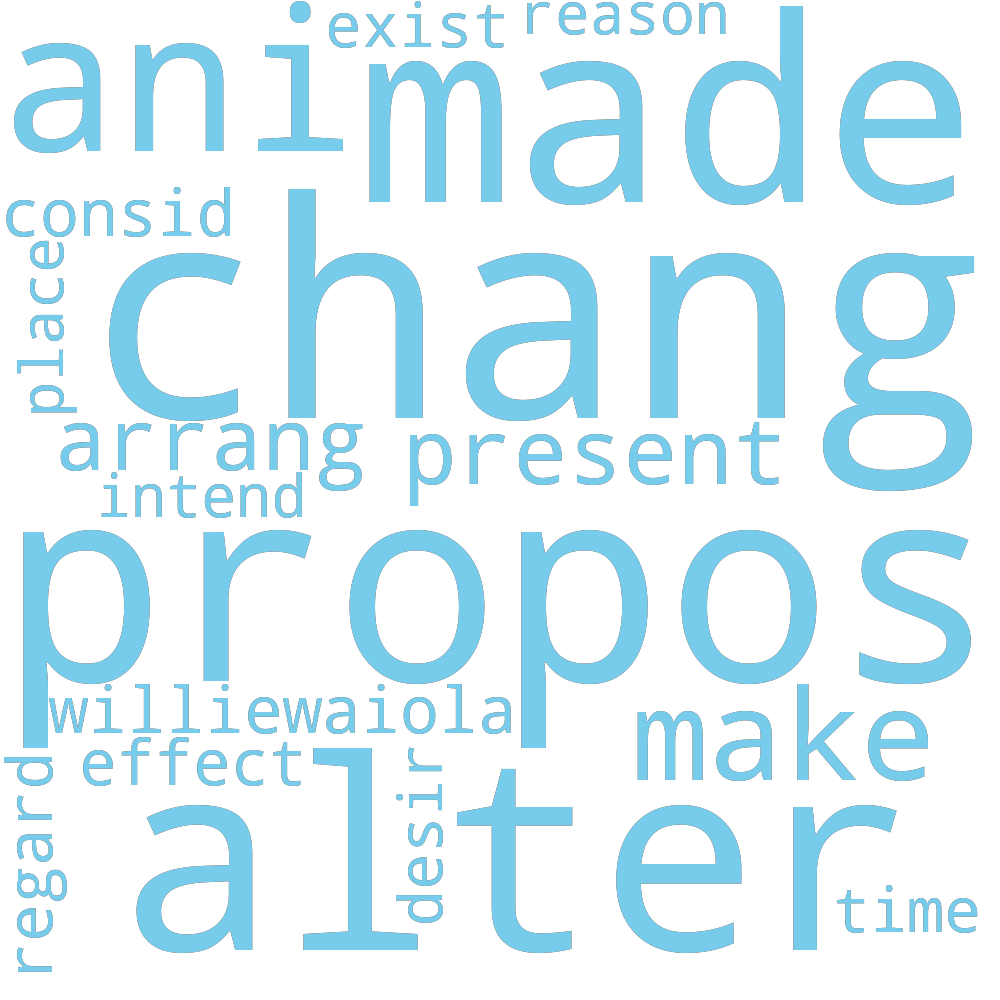 exist reason
ani made
consid
place
chang
arrang present
intend
propos
williewaiola
effect make
regard
alter
desir
time